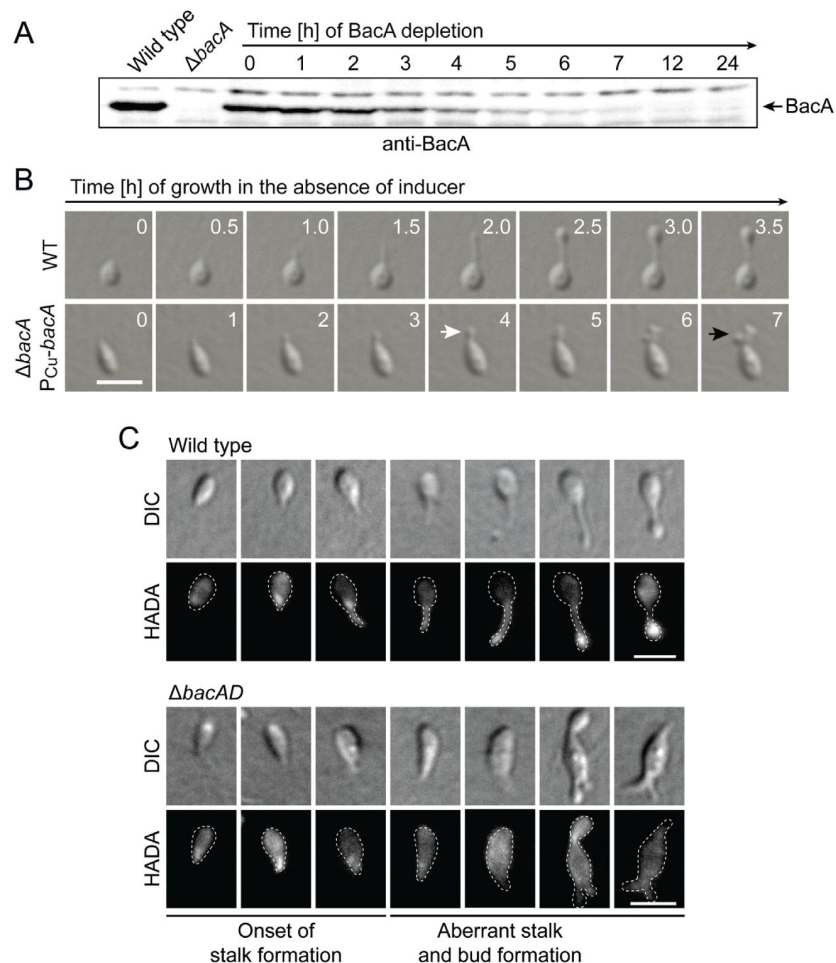 A
Wild type
ΔbacA
Time [h] of BacA depletion
0 1 2 3 4 5 6 7 12 24
BacA
anti-BacA
B
Time [h] of growth in the absence of inducer
WT
0 0.5 1.0 1.5 2.0 2.5 3.0 3.5
ΔbacA
PCu-bacA
0 1 2 3 4 5 6 7
C
Wild type
DIC
HADA
ΔbacAD
DIC
HADA
Onset of
stalk formation
Aberrant stalk
and bud formation